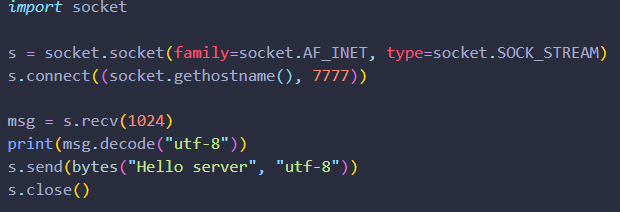 import socket
s = socket.socket(family=socket.AF_INET, type=socket.SOCK_STREAM)
s.connect((socket.gethostname(), 7777))
msg = s.recv(1024)
print(msg.decode("utf-8"))
s.send(bytes("Hello server", "utf-8"))
s.close()